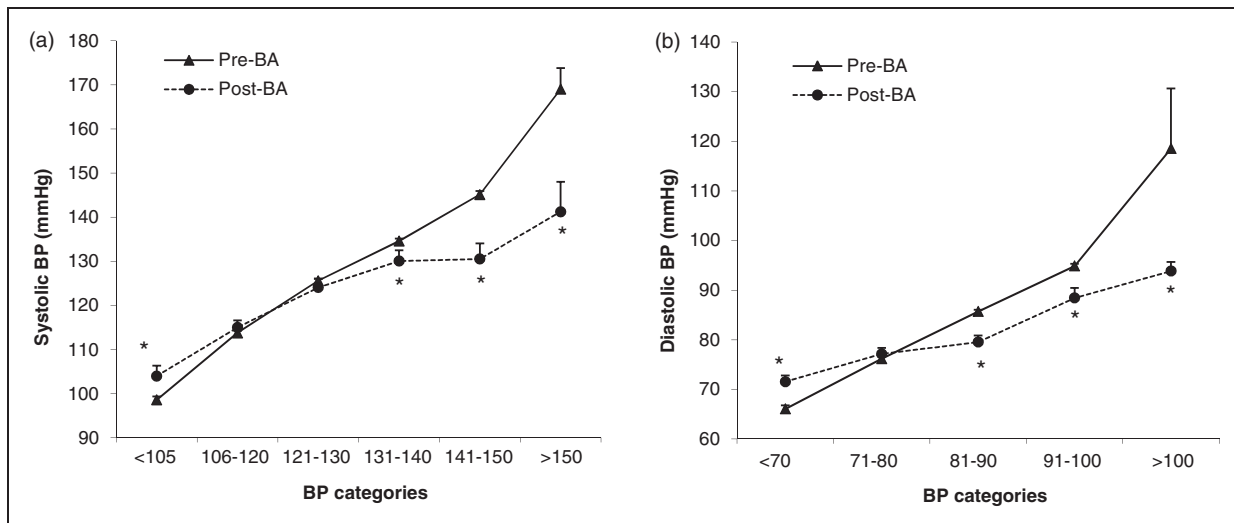 (a)
180
170
160
150
140
130
120
110
100
90
Systolic BP (mmHg)
Pre-BA
Post-BA
*
*
*
*
<105 106-120 121-130 131-140 141-150 >150
BP categories
(b)
140
130
120
110
100
90
80
70
60
Diastolic BP (mmHg)
Pre-BA
Post-BA
*
*
*
*
<70 71-80 81-90 91-100 >100
BP categories